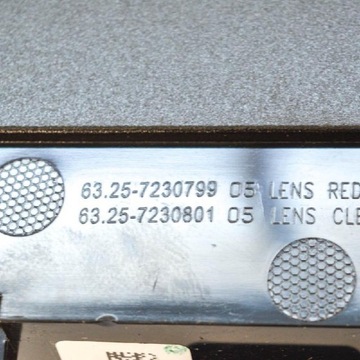 63.25-7230799 05 LENS RED
63.25-7230801 05 LENS CLE